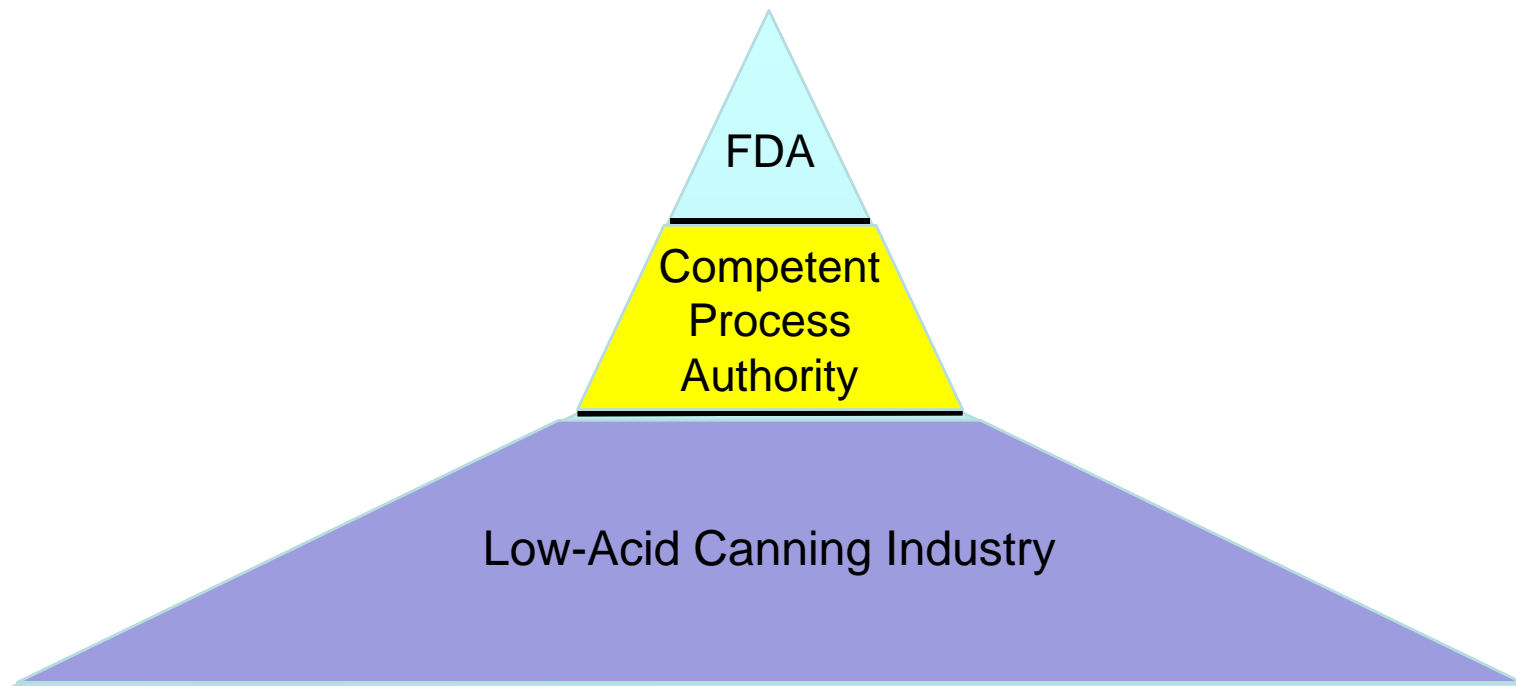 FDA
Competent
Process
Authority
Low-Acid Canning Industry